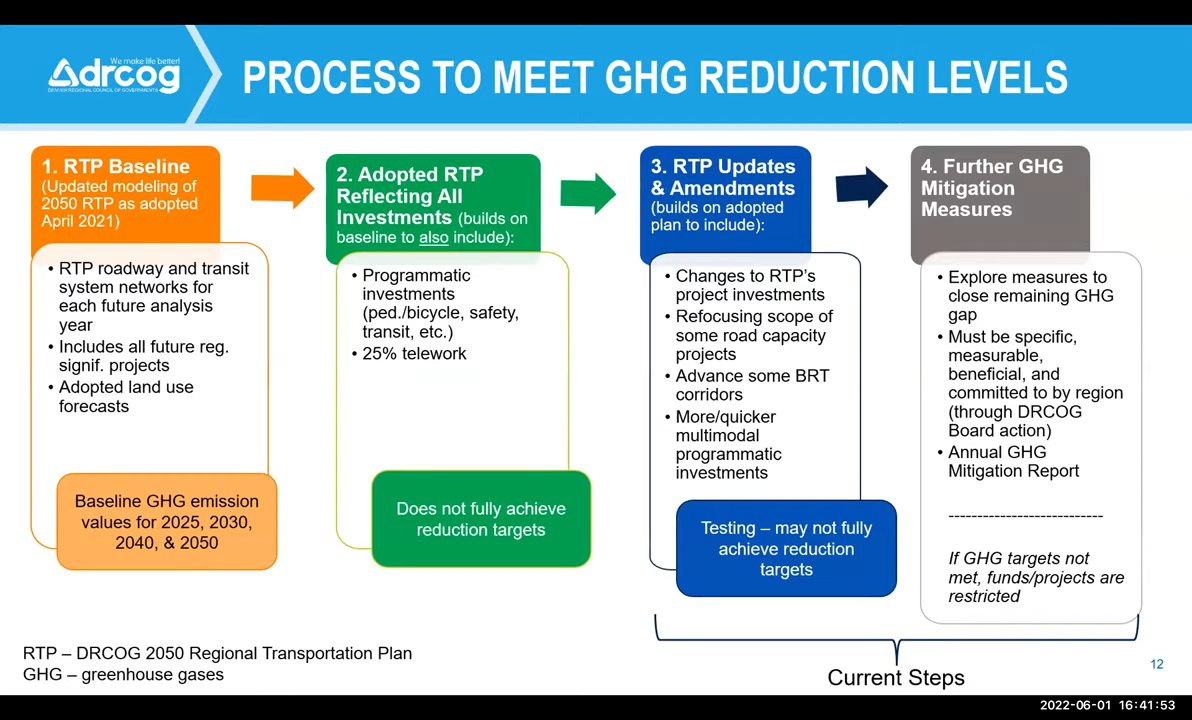 We make life better!
drcog
DENVER REGIONAL COUNCIL OF GOVERNMENTS
PROCESS TO MEET GHG REDUCTION LEVELS
1. RTP Baseline
(Updated modeling of
2050 RTP as adopted
April 2021)
• RTP roadway and transit
system networks for
each future analysis
year
• Includes all future reg.
signif. projects
• Adopted land use
forecasts
Baseline GHG emission
values for 2025, 2030,
2040, & 2050
2. Adopted RTP
Reflecting All
Investments (builds on
baseline to also include):
• Programmatic
investments
(ped./bicycle, safety,
transit, etc.)
• 25% telework
Does not fully achieve
reduction targets
3. RTP Updates
& Amendments
(builds on adopted
plan to include):
• Changes to RTP's
project investments
• Refocusing scope of
some road capacity
projects
• Advance some BRT
corridors
• More/quicker
multimodal
programmatic
investments
Testing – may not fully
achieve reduction
targets
4. Further GHG
Mitigation
Measures
• Explore measures to
close remaining GHG
gap
• Must be specific,
measurable,
beneficial, and
committed to by region
(through DRCOG
Board action)
• Annual GHG
Mitigation Report
---------------------------
If GHG targets not
met, funds/projects are
restricted
Current Steps
RTP – DRCOG 2050 Regional Transportation Plan
GHG – greenhouse gases
12
2022-06-01 16:41:53